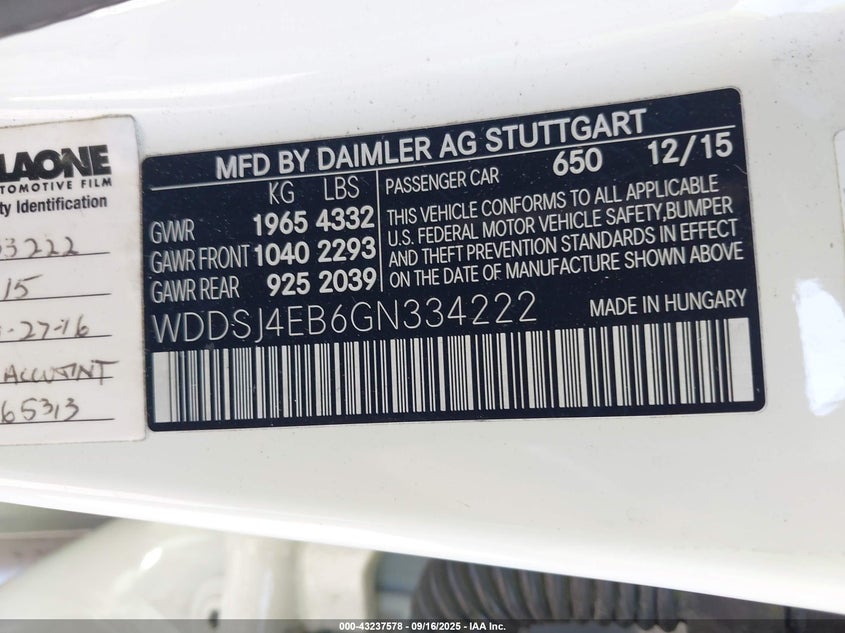 LAONE
AUTOMOTIVE FILM
ty Identification
33222
15
-27-16
ACCUTINT
65313
MFD BY DAIMLER AG STUTTGART
KG LBS
GVWR 1965 4332
GAWR FRONT 1040 2293
GAWR REAR 925 2039
PASSENGER CAR 650 12/15
THIS VEHICLE CONFORMS TO ALL APPLICABLE
U.S. FEDERAL MOTOR VEHICLE SAFETY,BUMPER
AND THEFT PREVENTION STANDARDS IN EFFECT
ON THE DATE OF MANUFACTURE SHOWN ABOVE
WDDSJ4EB6GN334222 MADE IN HUNGARY
000-43237578 - 09/16/2025 - IAA Inc.